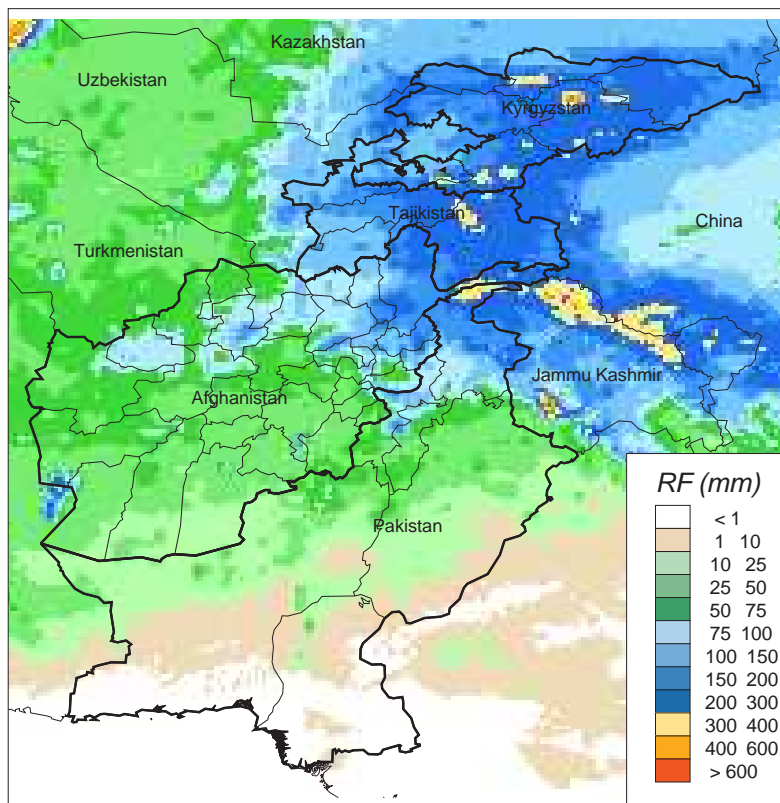 Kazakhstan
Uzbekistan
Kyrgyzstan
Tajikistan
China
Turkmenistan
Jammu Kashmir
Afghanistan
Pakistan
RF (mm)
< 1
1 10
10 25
25 50
50 75
75 100
100 150
150 200
200 300
300 400
400 600
> 600